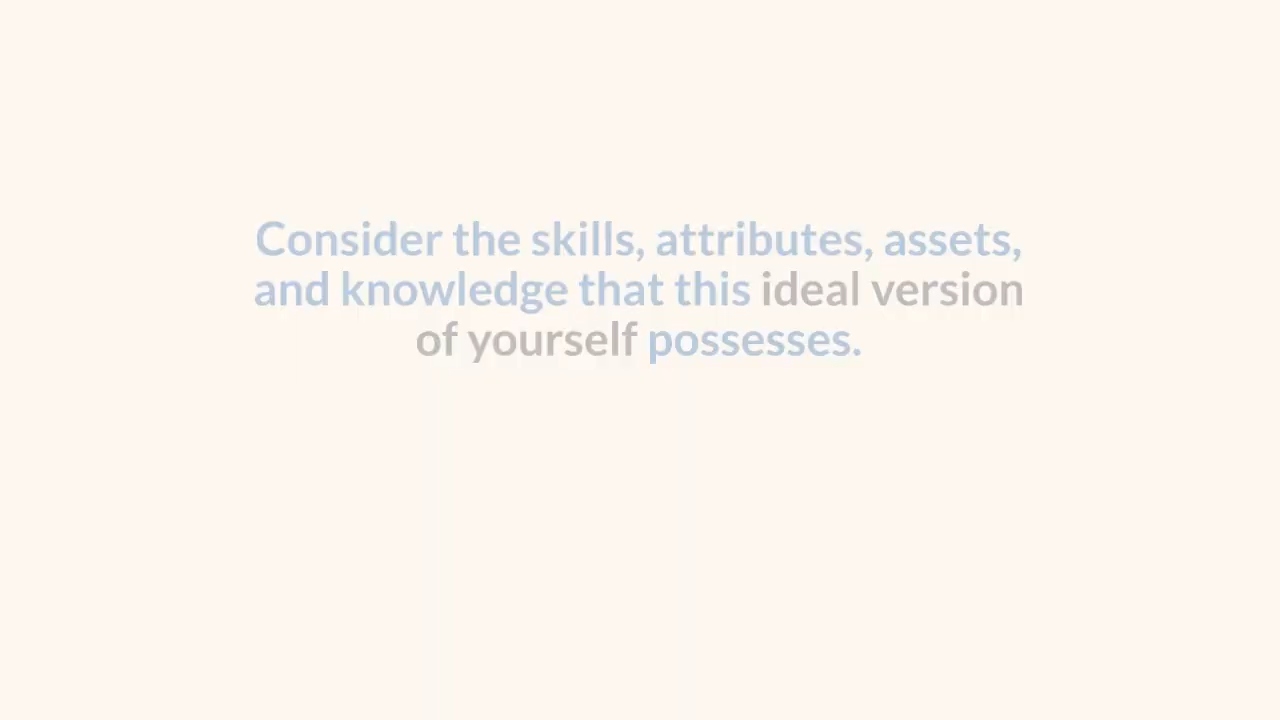 Consider the skills, attributes, assets,
and knowledge that this ideal version
of yourself possesses.